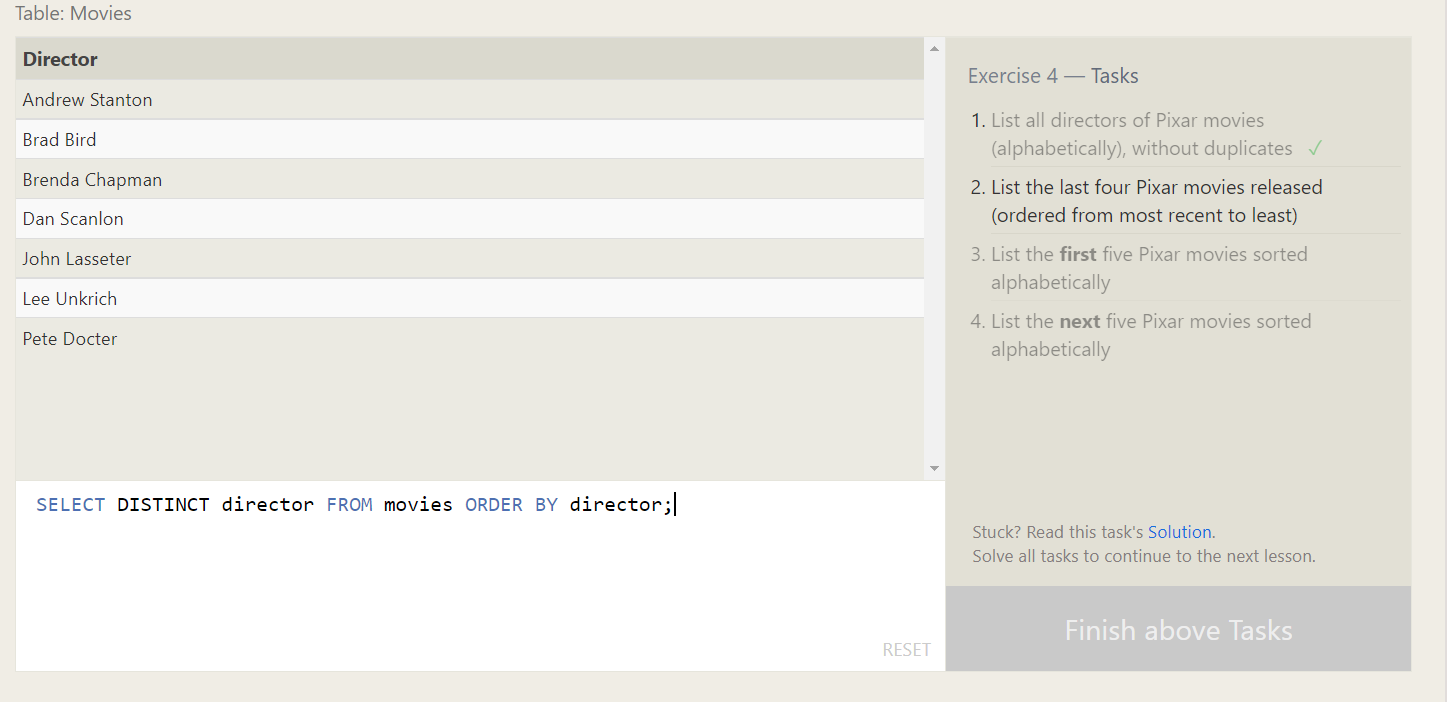 Table: Movies
Director
Andrew Stanton
Brad Bird
Brenda Chapman
Dan Scanlon
John Lasseter
Lee Unkrich
Pete Docter
SELECT DISTINCT director FROM movies ORDER BY director;
RESET
Exercise 4 — Tasks
1. List all directors of Pixar movies
(alphabetically), without duplicates ✓
2. List the last four Pixar movies released
(ordered from most recent to least)
3. List the first five Pixar movies sorted
alphabetically
4. List the next five Pixar movies sorted
alphabetically
Stuck? Read this task's Solution.
Solve all tasks to continue to the next lesson.
Finish above Tasks